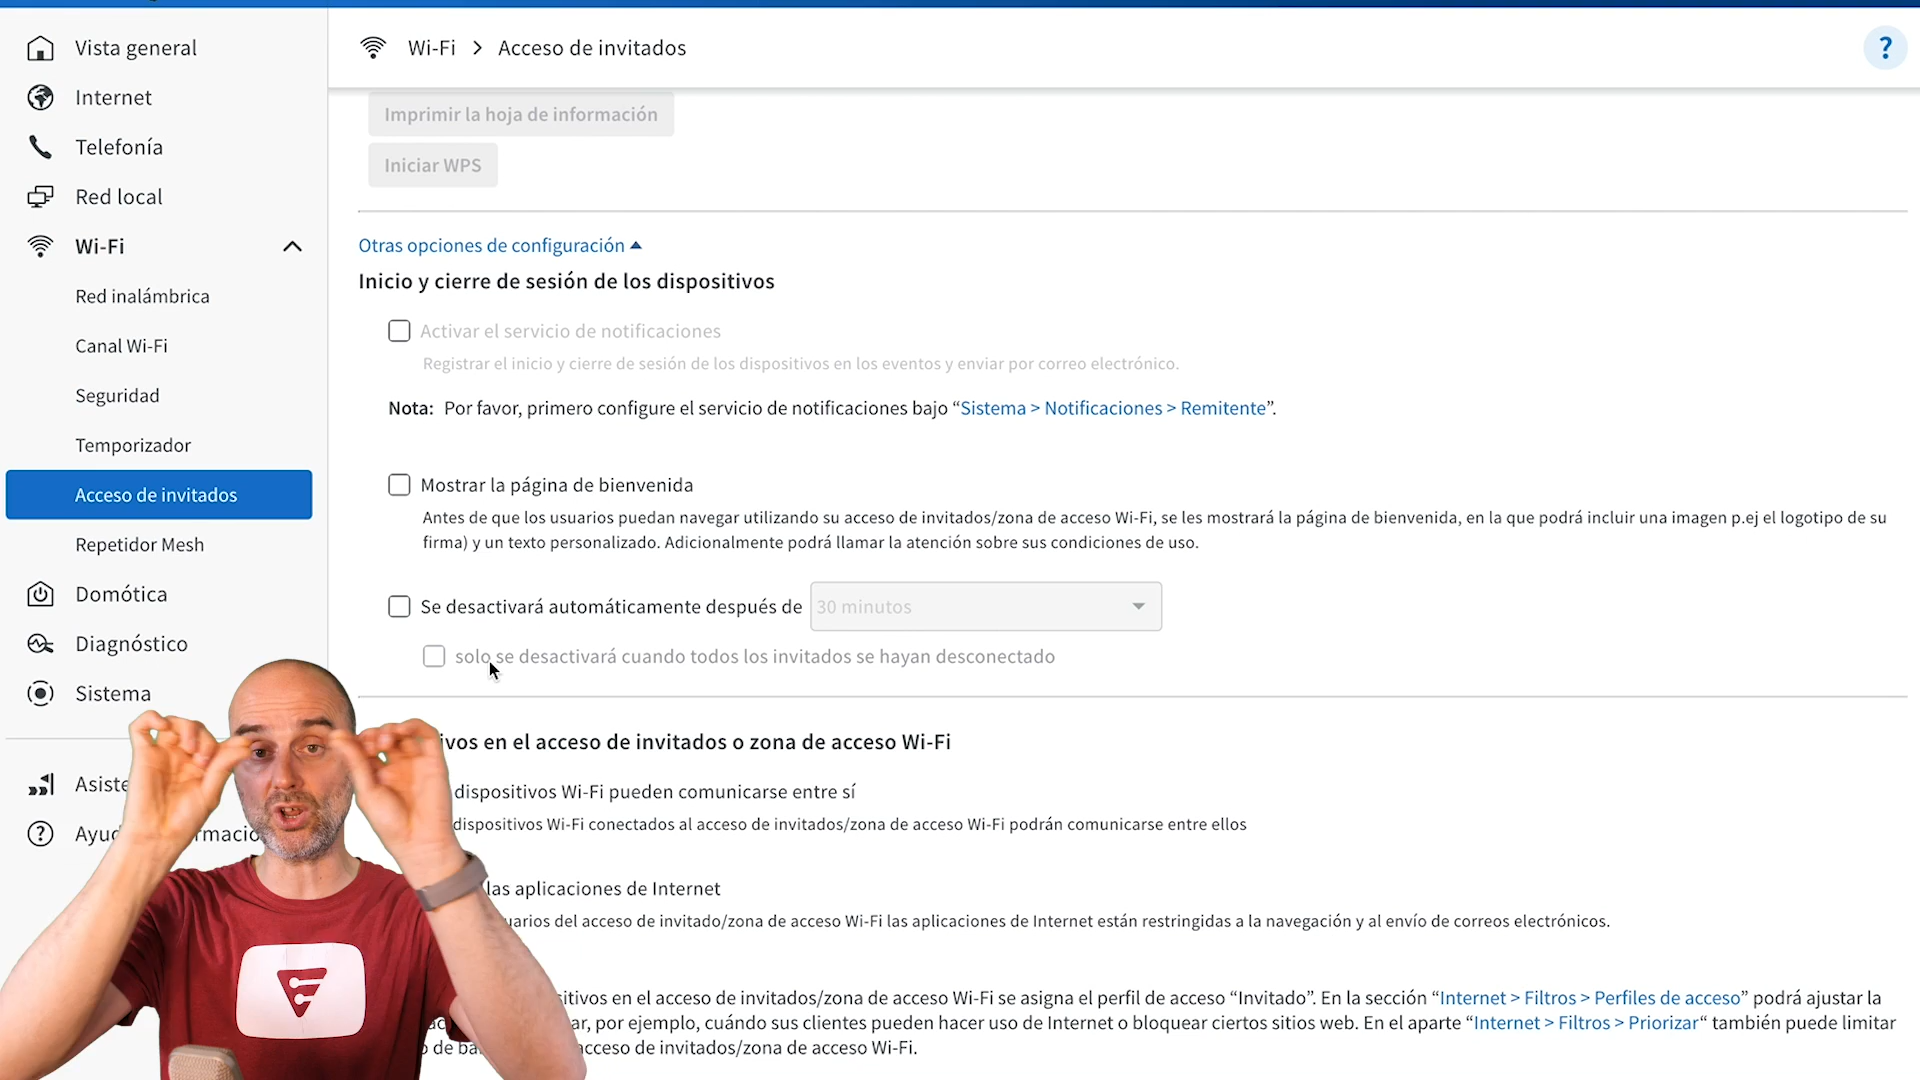 Vista general
Internet
Telefonía
Red local
Wi-Fi
Red inalámbrica
Canal Wi-Fi
Seguridad
Temporizador
Acceso de invitados
Repetidor Mesh
Domótica
Diagnóstico
Sistema
Wi-Fi > Acceso de invitados
?
Imprimir la hoja de información
Iniciar WPS
Otras opciones de configuración
Inicio y cierre de sesión de los dispositivos
Activar el servicio de notificaciones
Registrar el inicio y cierre de sesión de los dispositivos en los eventos y enviar por correo electrónico.
Nota: Por favor, primero configure el servicio de notificaciones bajo “Sistema > Notificaciones > Remitente”.
Mostrar la página de bienvenida
Antes de que los usuarios puedan navegar utilizando su acceso de invitados/zona de acceso Wi-Fi, se les mostrará la página de bienvenida, en la que podrá incluir una imagen p.ej el logotipo de su
firma) y un texto personalizado. Adicionalmente podrá llamar la atención sobre sus condiciones de uso.
Se desactivará automáticamente después de 30 minutos
solo se desactivará cuando todos los invitados se hayan desconectado
en el acceso de invitados o zona de acceso Wi-Fi
dispositivos Wi-Fi pueden comunicarse entre sí
dispositivos Wi-Fi conectados al acceso de invitados/zona de acceso Wi-Fi podrán comunicarse entre ellos
las aplicaciones de Internet
del acceso de invitado/zona de acceso Wi-Fi las aplicaciones de Internet están restringidas a la navegación y al envío de correos electrónicos.
en el acceso de invitados/zona de acceso Wi-Fi se asigna el perfil de acceso “Invitado”. En la sección “Internet > Filtros > Perfiles de acceso” podrá ajustar la
por ejemplo, cuándo sus clientes pueden hacer uso de Internet o bloquear ciertos sitios web. En el aparte “Internet > Filtros > Priorizar“ también puede limitar
acceso de invitados/zona de acceso Wi-Fi.